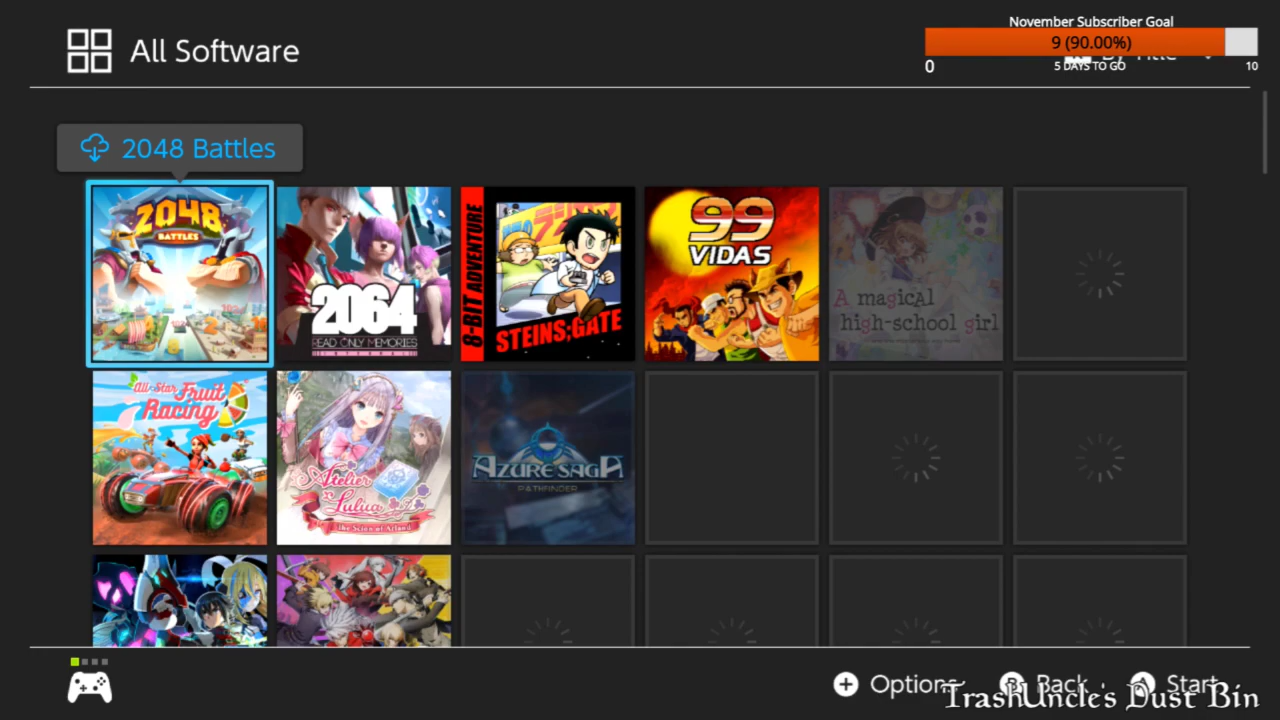 All Software
November Subscriber Goal
9 (90.00%)
By Title
0
5 DAYS TO GO
10
2048 Battles
2048
BATTLES
2064
READ ONLY MEMORIES
8-BIT ADVENTURE
STEINS;GATE
99
VIDAS
A magicAl
high-school girl
All-Star Fruit
Racing
Atelier
Lulua
The Scion of Arland
AZURE SAGA
PATHFINDER
Options
Back
Start
TrashUncle's Dust Bin